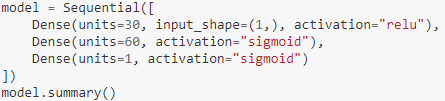 model = Sequential([
    Dense(units=30, input_shape=(1,), activation="relu"),
    Dense(units=60, activation="sigmoid"),
    Dense(units=1, activation="sigmoid")
])
model.summary()